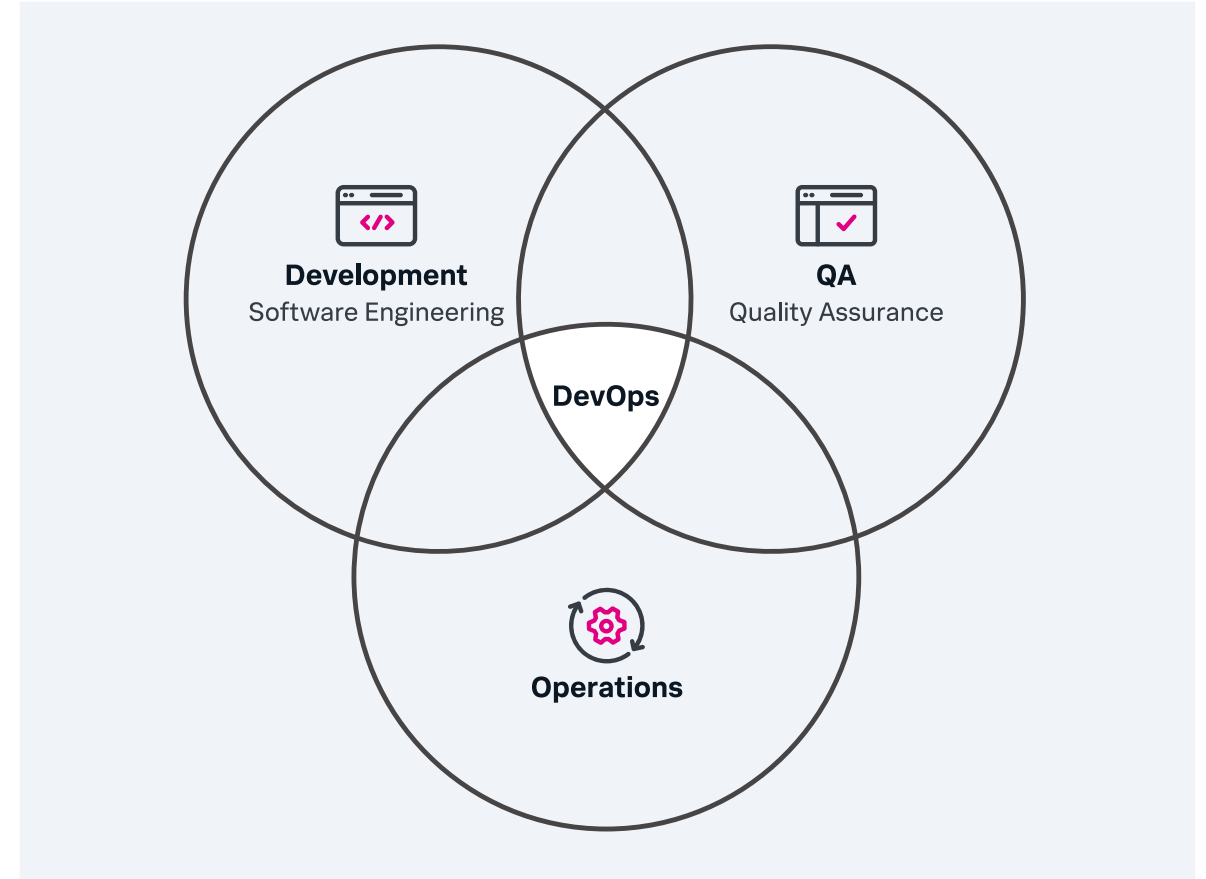 Development
Software Engineering
QA
Quality Assurance
DevOps
Operations